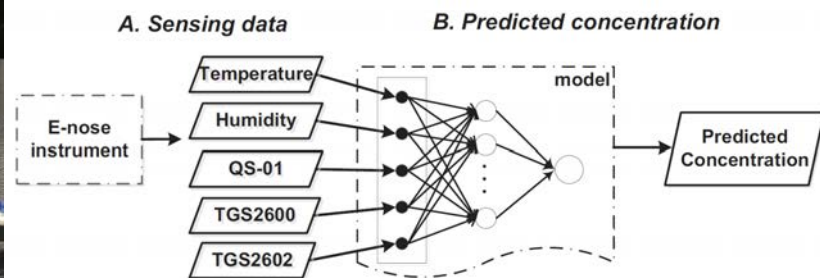 A. Sensing data
B. Predicted concentration
Temperature
Humidity
QS-01
TGS2600
TGS2602
E-nose
instrument
model
Predicted
Concentration